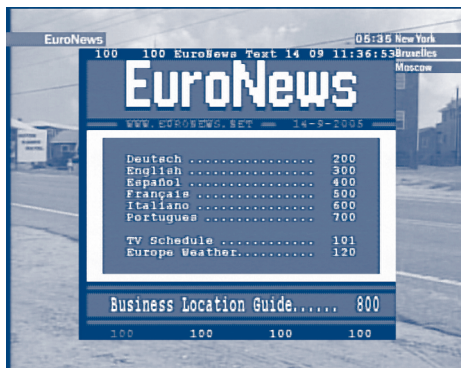 EuroNews
05:35 New York
Bruxelles
Moscow
100 100 EuroNews Text 14 09 11:36:53
EuroNews
WWW.EURONEWS.NET 14-9-2005
Deutsch ................ 200
English ................ 300
Español ................ 400
Français ............... 500
Italiano ............... 600
Portugues .............. 700
TV Schedule ............ 101
Europe Weather.......... 120
Business Location Guide...... 800
100 100 100 100